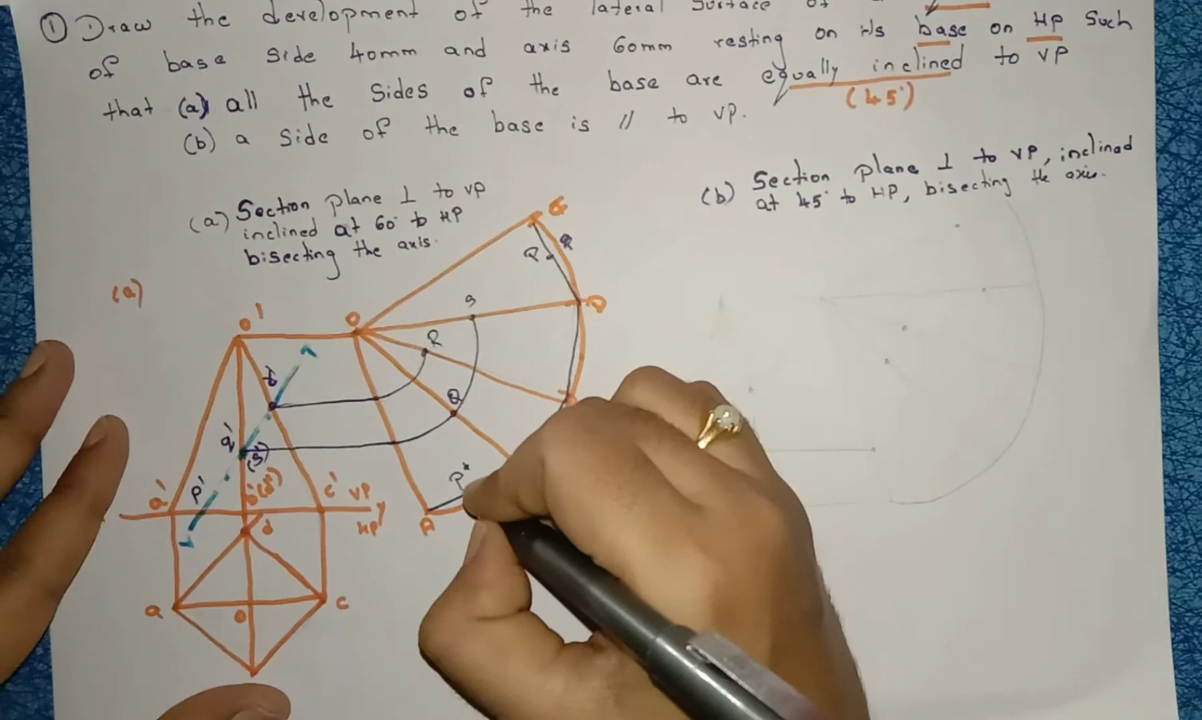 ① Draw the development of the lateral surface of
of base side 40mm and axis 60mm resting on its base on HP Such
that (a) all the Sides of the base are equally inclined to VP
(45°)
(b) a side of the base is // to VP.
(a) Section plane ⊥ to VP
inclined at 60° to HP
bisecting the axis.
(b) Section plane ⊥ to VP, inclined
at 45° to HP, bisecting the axis.
(a)
o'
O
R
S
D
Q
q'
(s')
p'
a'
b'(d')
c'
VP
HP
P
A
d
a
o
c